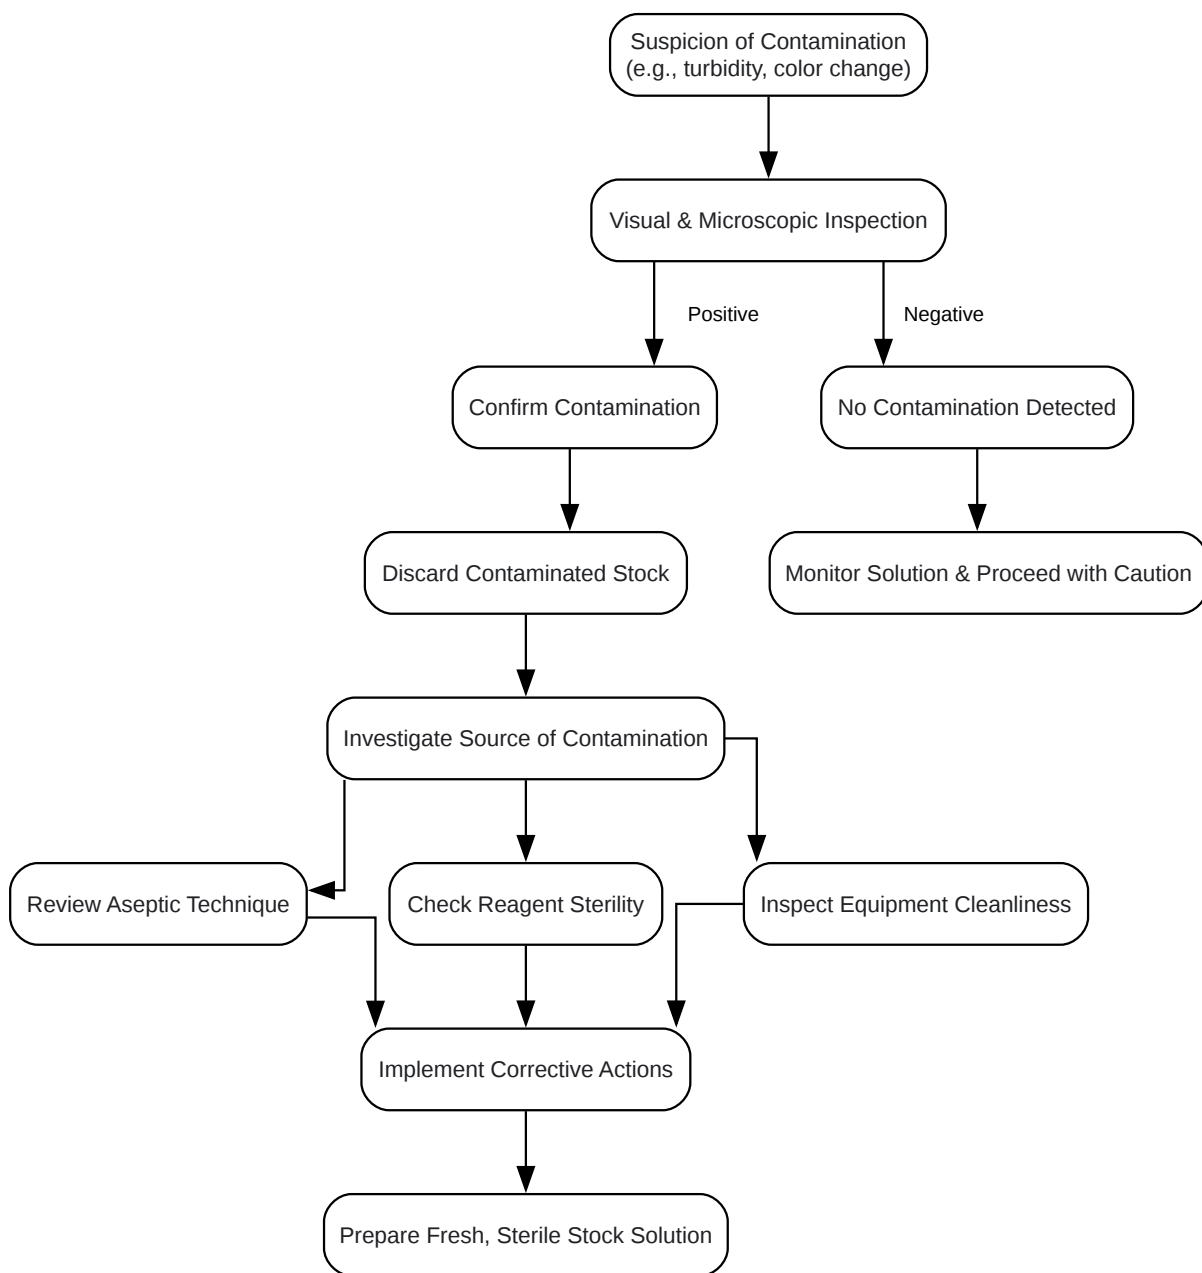 Suspicion of Contamination
(e.g., turbidity, color change)
Visual & Microscopic Inspection
Positive
Negative
Confirm Contamination
No Contamination Detected
Discard Contaminated Stock
Monitor Solution & Proceed with Caution
Investigate Source of Contamination
Review Aseptic Technique
Check Reagent Sterility
Inspect Equipment Cleanliness
Implement Corrective Actions
Prepare Fresh, Sterile Stock Solution